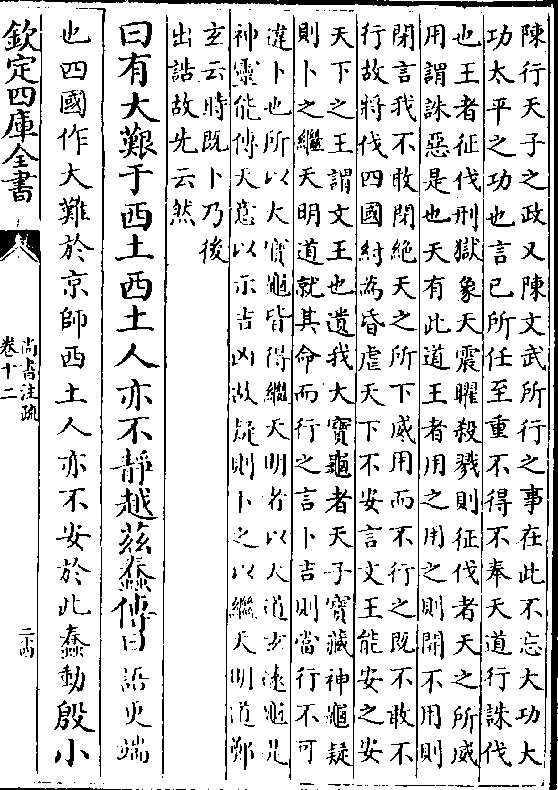 陳行天子之政又陳文武所行之事在此不忘大功大
功太平之功也言已所任至重不得不奉天道行誅伐
也王者征伐刑獄象天震曜殺戮則征伐者天之所威
用謂誅惡是也天有此道王者用之用之則開不用則
閉言我不敢閉絶天之所下威用而不行之既不敢不
行故將伐四國紂為昏虐天下不安言文王能安之安
天下之王謂文王也遺我大寶龜者天子寶藏神龜疑
則卜之繼天明道就其命而行之言卜吉則當行不可
違卜也所以大寶龜皆得繼天明者以天道玄遠龜是
神靈能傳天意以示吉凶故疑則卜之以繼天明道鄭
玄云時既卜乃後
出誥故先云然
曰有大艱于西土西土人亦不靜越茲蠢傳曰語更端
也四國作大難於京師西土人亦不安於此蠢動殷小
欽定四庫全書
尚書注疏
卷十二
二十四